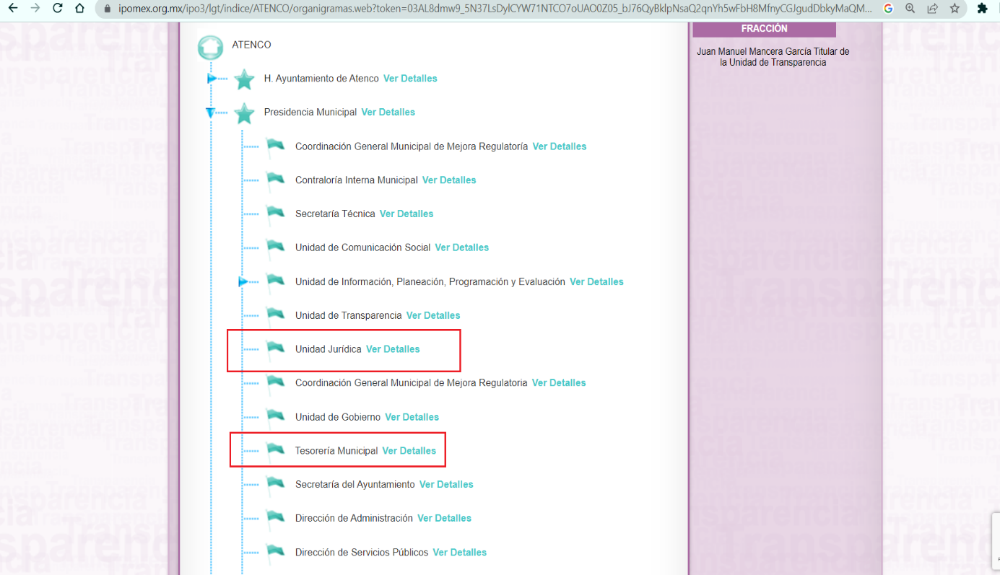 ipomex.org.mx/ipo3/lgt/indice/ATENCO/organigramas.web?token=03AL8dmw9_5N37LsDylCYW71NTCO7oUAO0Z05_bJ76QyBklpNsaQ2qnYh5wFbH8MfnyCGJgudDbkyMaQM...
FRACCIÓN
Juan Manuel Mancera García Titular de
la Unidad de Transparencia
ATENCO
H. Ayuntamiento de Atenco Ver Detalles
Presidencia Municipal Ver Detalles
Coordinación General Municipal de Mejora Regulatoría Ver Detalles
Contraloría Interna Municipal Ver Detalles
Secretaría Técnica Ver Detalles
Unidad de Comunicación Social Ver Detalles
Unidad de Información, Planeación, Programación y Evaluación Ver Detalles
Unidad de Transparencia Ver Detalles
Unidad Jurídica Ver Detalles
Coordinación General Municipal de Mejora Regulatoria Ver Detalles
Unidad de Gobierno Ver Detalles
Tesorería Municipal Ver Detalles
Secretaría del Ayuntamiento Ver Detalles
Dirección de Administración Ver Detalles
Dirección de Servicios Públicos Ver Detalles